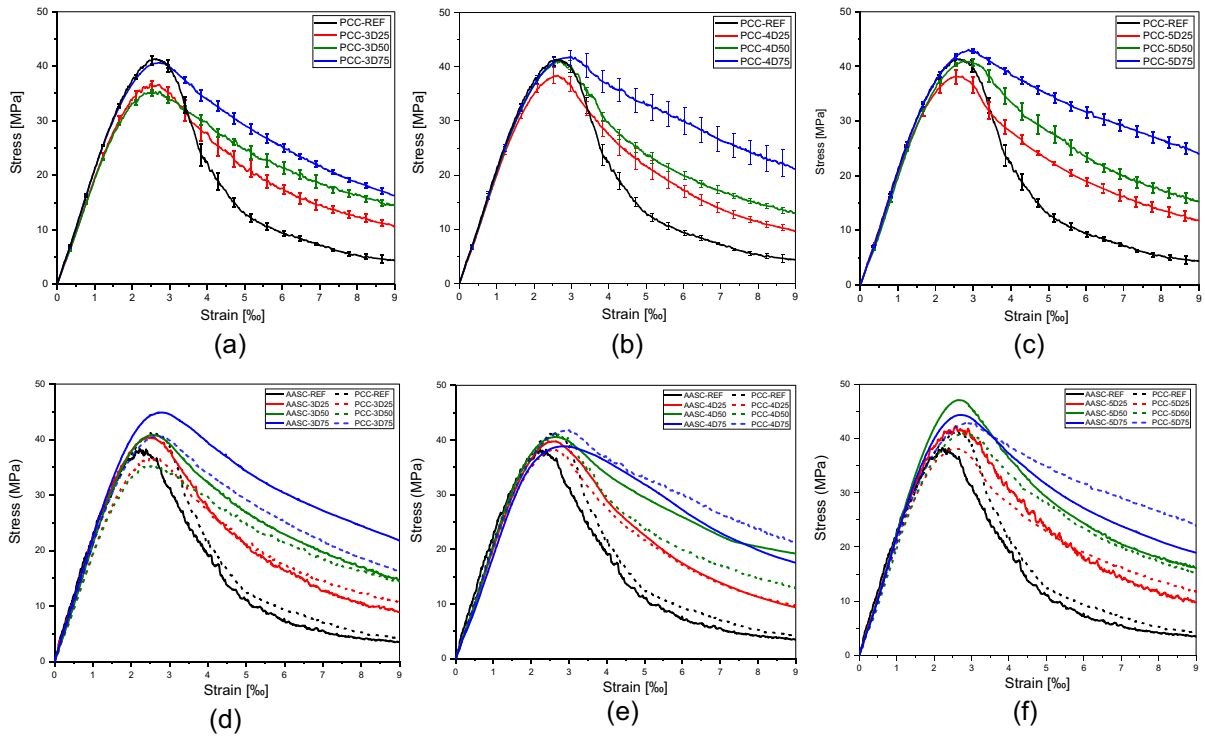 PCC-REF
PCC-3D25
PCC-3D50
PCC-3D75
Stress [MPa]
50
40
30
20
10
0
0 1 2 3 4 5 6 7 8 9
Strain [‰]
(a)
PCC-REF
PCC-4D25
PCC-4D50
PCC-4D75
Stress [MPa]
50
40
30
20
10
0
0 1 2 3 4 5 6 7 8 9
Strain [‰]
(b)
PCC-REF
PCC-5D25
PCC-5D50
PCC-5D75
Stress [MPa]
50
40
30
20
10
0
0 1 2 3 4 5 6 7 8 9
Strain [‰]
(c)
AASC-REF PCC-REF
AASC-3D25 PCC-3D25
AASC-3D50 PCC-3D50
AASC-3D75 PCC-3D75
Stress (MPa)
50
40
30
20
10
0
0 1 2 3 4 5 6 7 8 9
Strain [‰]
(d)
AASC-REF PCC-REF
AASC-4D25 PCC-4D25
AASC-4D50 PCC-4D50
AASC-4D75 PCC-4D75
Stress (MPa)
50
40
30
20
10
0
0 1 2 3 4 5 6 7 8 9
Strain [‰]
(e)
AASC-REF PCC-REF
AASC-5D25 PCC-5D25
AASC-5D50 PCC-5D50
AASC-5D75 PCC-5D75
Stress (MPa)
50
40
30
20
10
0
0 1 2 3 4 5 6 7 8 9
Strain [‰]
(f)